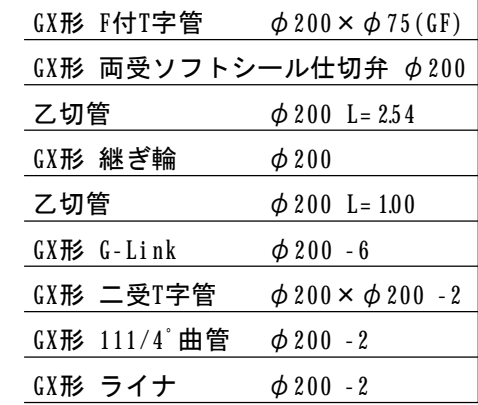 GX形 F付T字管 φ200×φ75(GF)
GX形 両受ソフトシール仕切弁 φ200
乙切管 φ200 L=2.54
GX形 継ぎ輪 φ200
乙切管 φ200 L=1.00
GX形 G-Link φ200 -6
GX形 二受T字管 φ200×φ200 -2
GX形 111/4°曲管 φ200 -2
GX形 ライナ φ200 -2